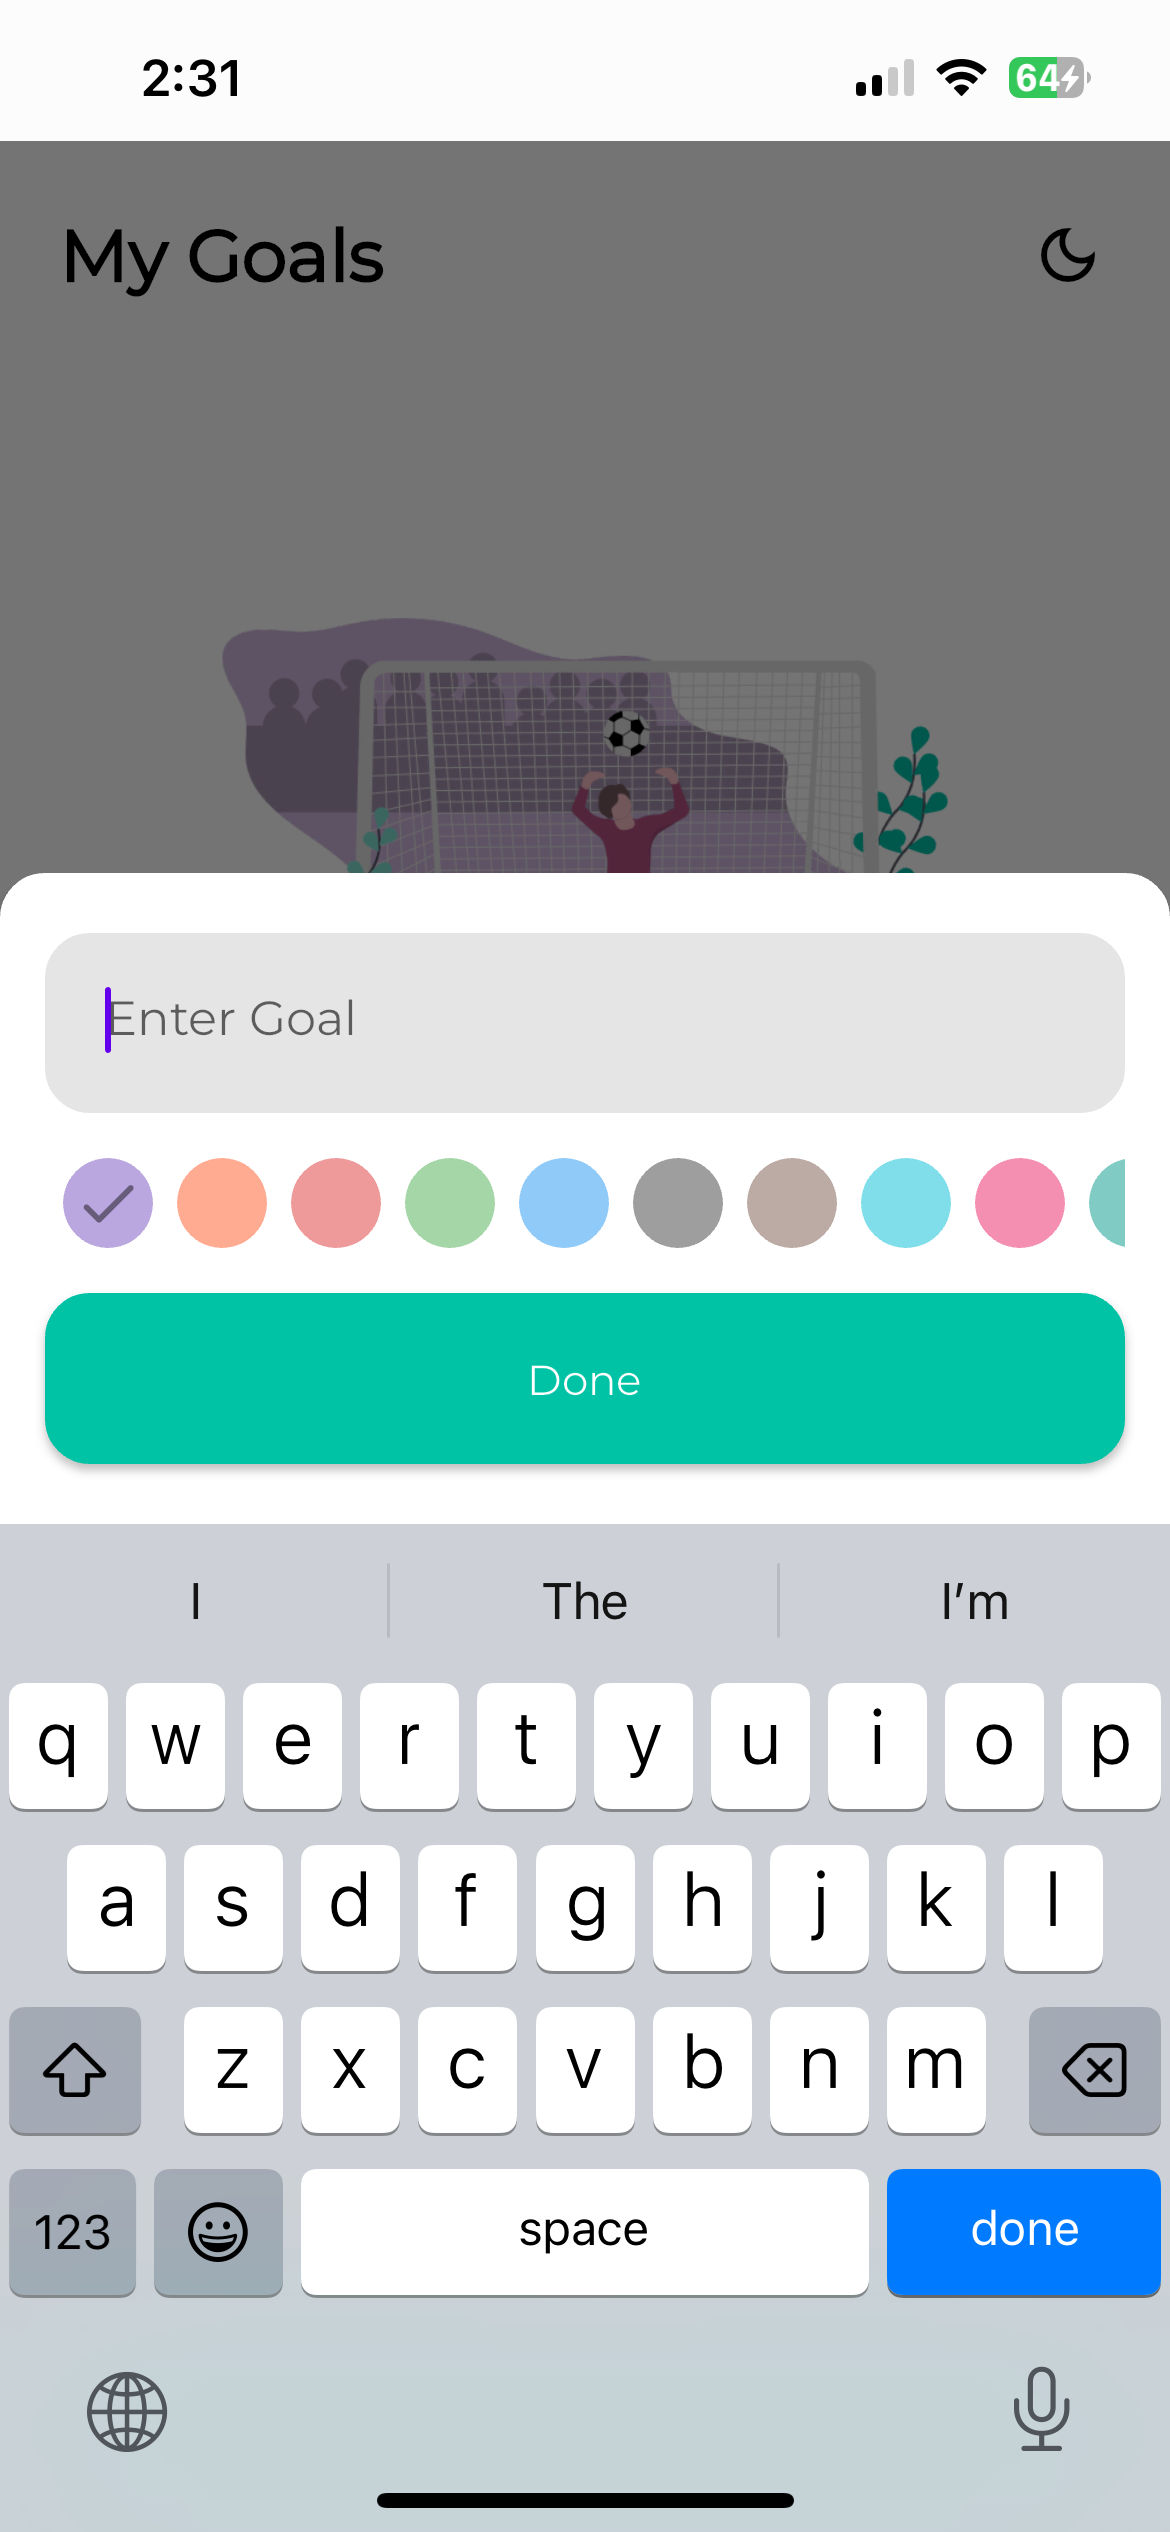 2:31
64
My Goals
Enter Goal
Done
I The I'm
q w e r t y u i o p
a s d f g h j k l
z x c v b n m
123 space done